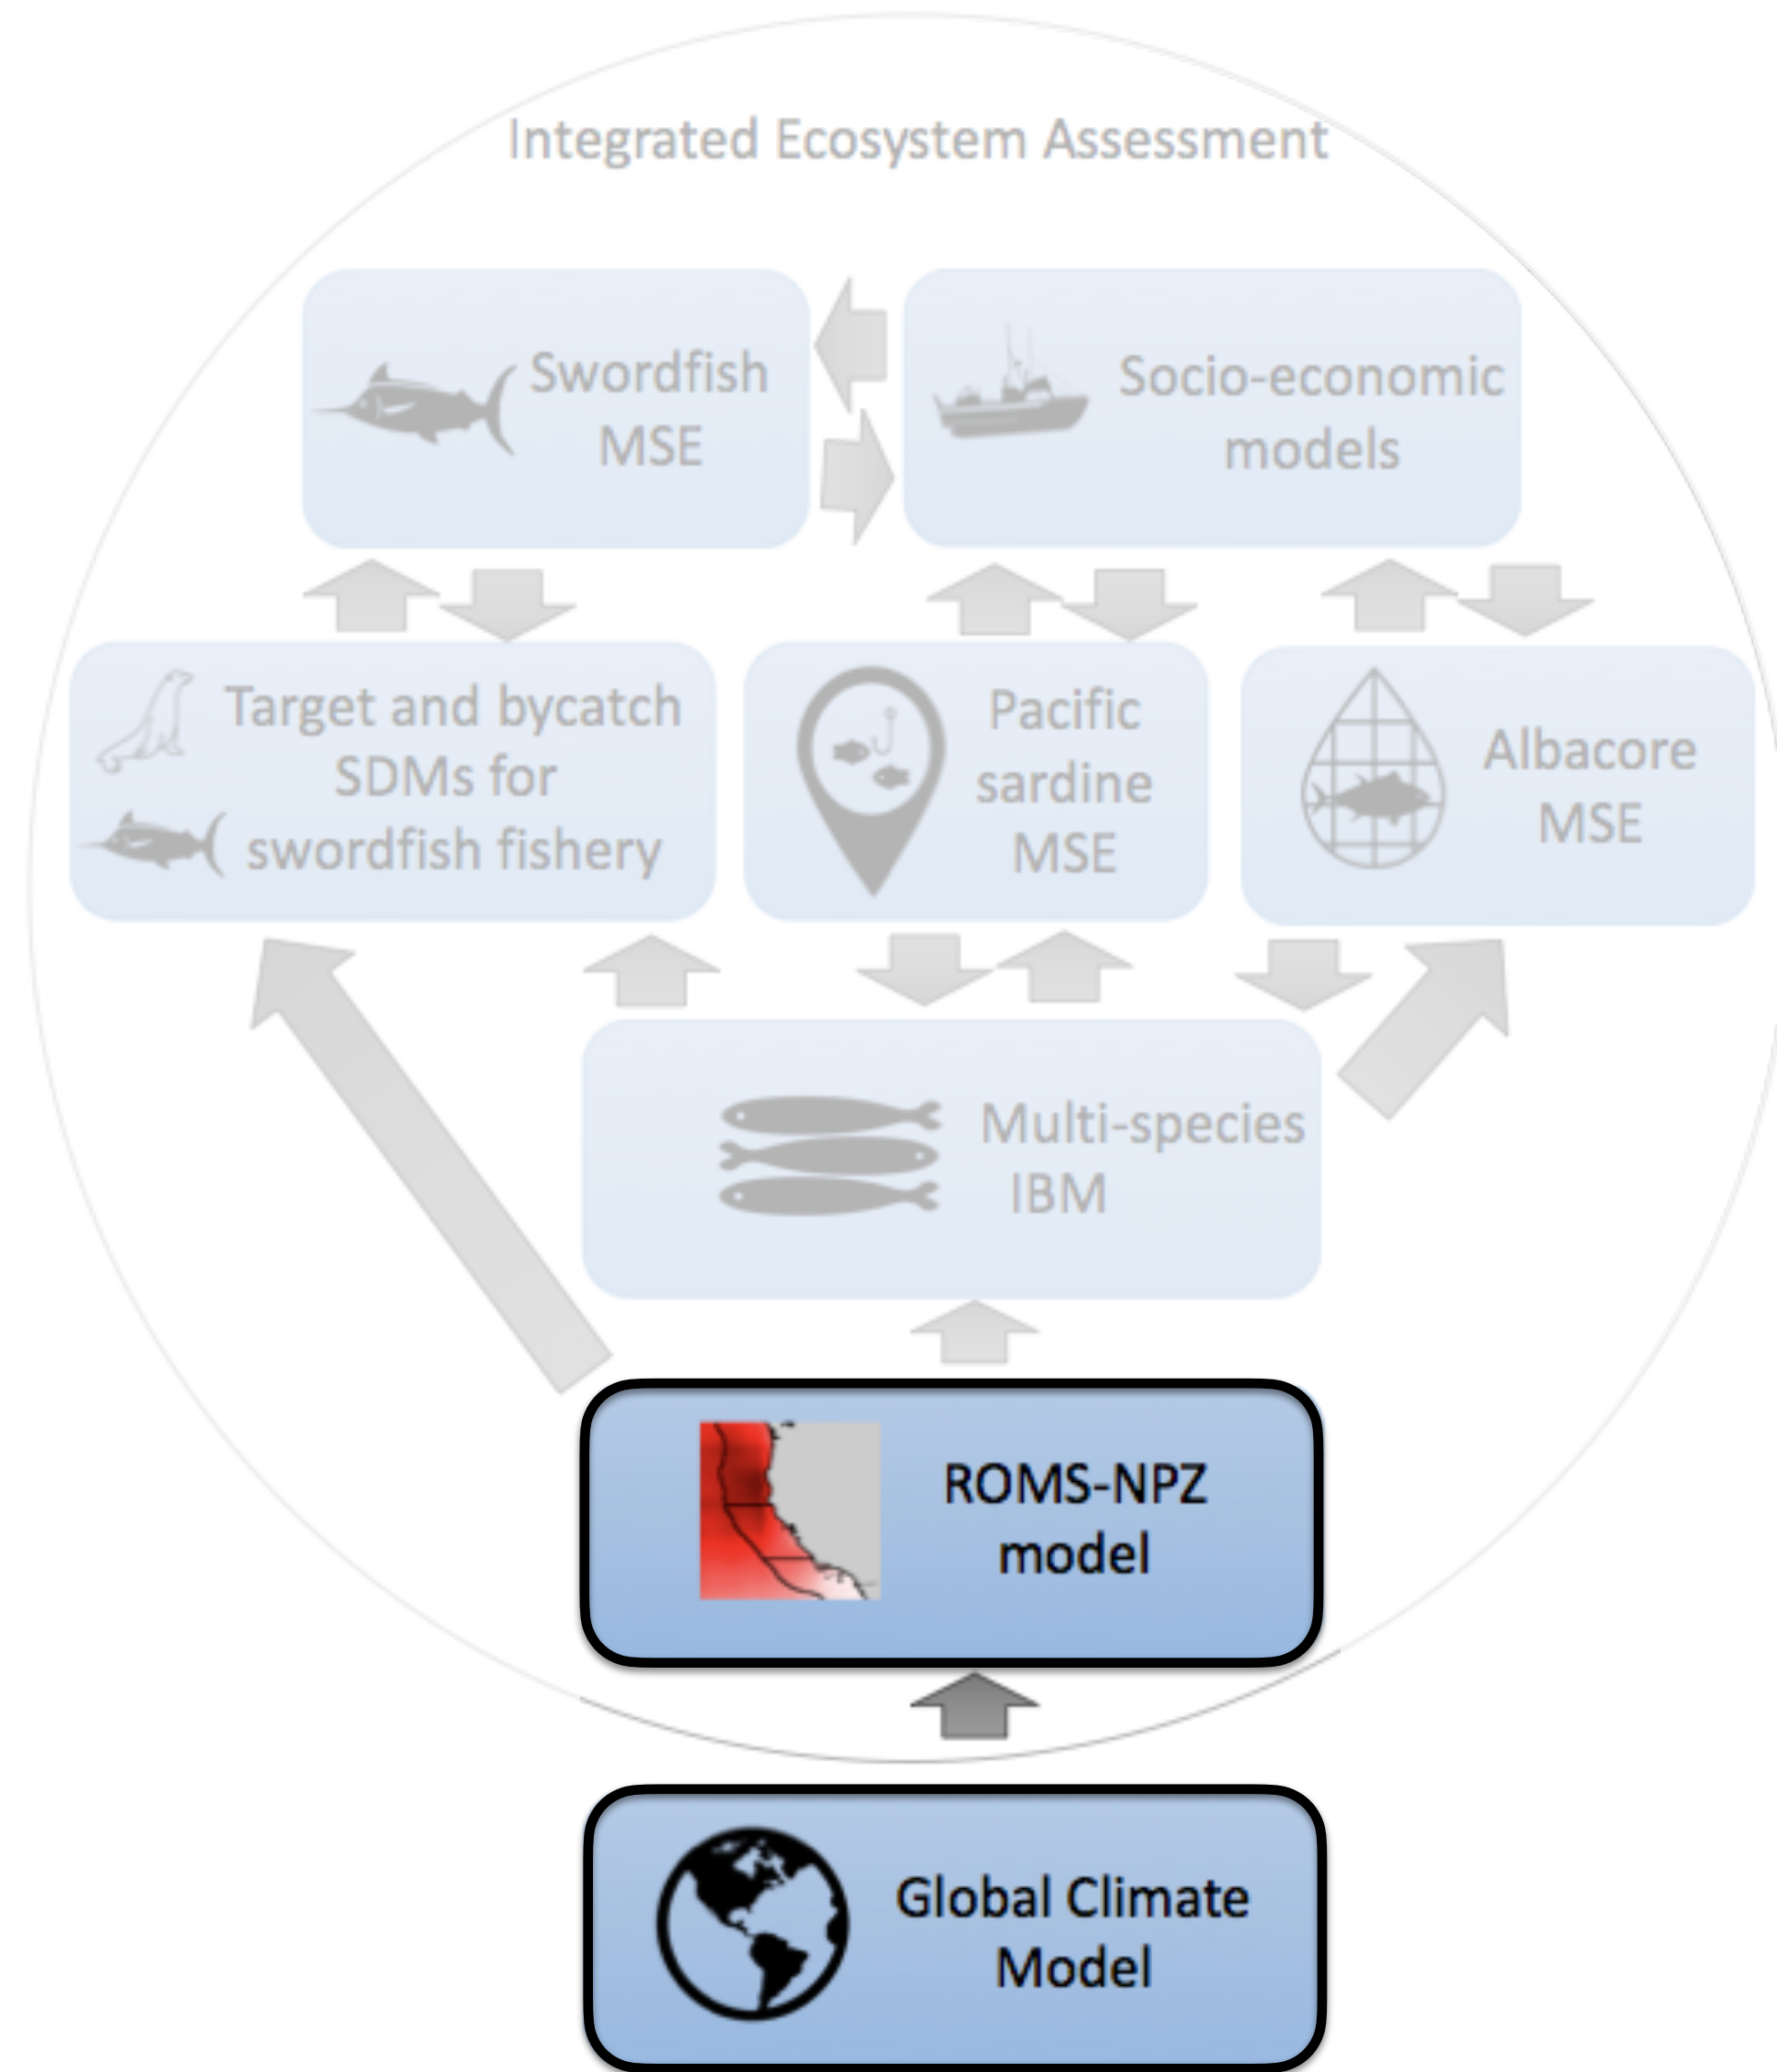 Integrated Ecosystem Assessment
Swordfish
MSE
Socio-economic
models
Target and bycatch
SDMs for
swordfish fishery
Pacific
sardine
MSE
Albacore
MSE
Multi-species
IBM
ROMS-NPZ
model
Global Climate
Model